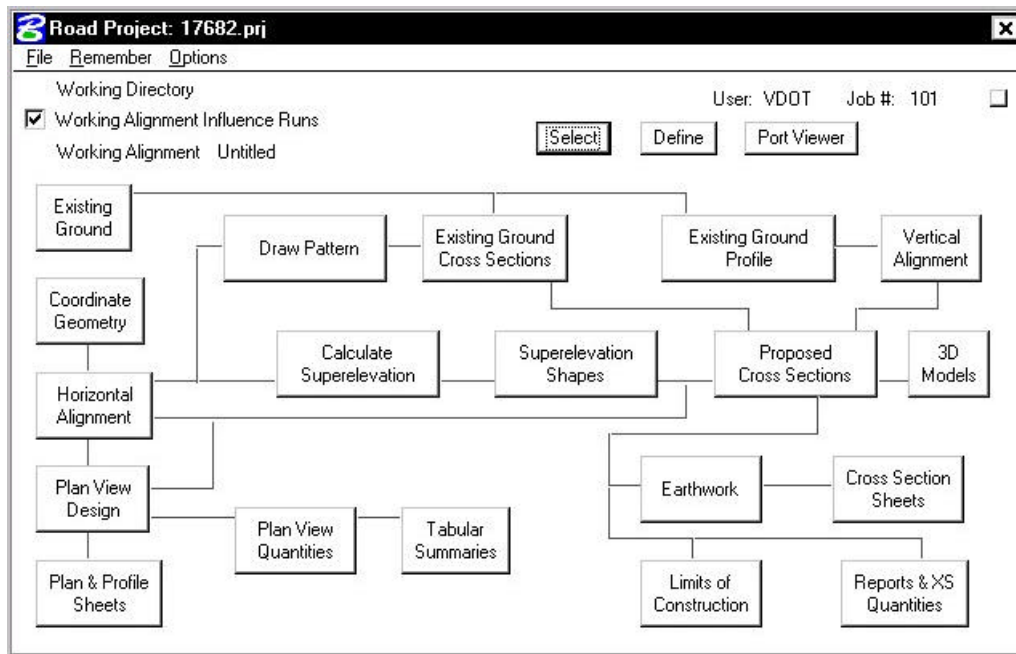 Road Project: 17682.prj
File Remember Options
Working Directory
User: VDOT Job #: 101
Working Alignment Influence Runs
Select Define Port Viewer
Working Alignment Untitled
Existing
Ground
Draw Pattern
Existing Ground
Cross Sections
Existing Ground
Profile
Vertical
Alignment
Coordinate
Geometry
Calculate
Superelevation
Superelevation
Shapes
Proposed
Cross Sections
3D
Models
Horizontal
Alignment
Plan View
Design
Earthwork
Cross Section
Sheets
Plan View
Quantities
Tabular
Summaries
Plan & Profile
Sheets
Limits of
Construction
Reports & XS
Quantities